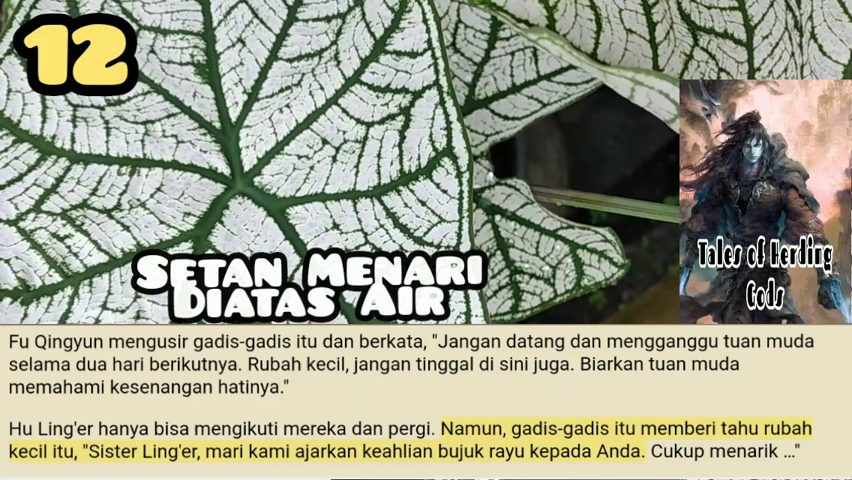 12
SETAN MENARI
DIATAS AIR
Tales of Herding
Gods
Fu Qingyun mengusir gadis-gadis itu dan berkata, "Jangan datang dan mengganggu tuan muda
selama dua hari berikutnya. Rubah kecil, jangan tinggal di sini juga. Biarkan tuan muda
memahami kesenangan hatinya."
Hu Ling'er hanya bisa mengikuti mereka dan pergi. Namun, gadis-gadis itu memberi tahu rubah
kecil itu, "Sister Ling'er, mari kami ajarkan keahlian bujuk rayu kepada Anda. Cukup menarik …"